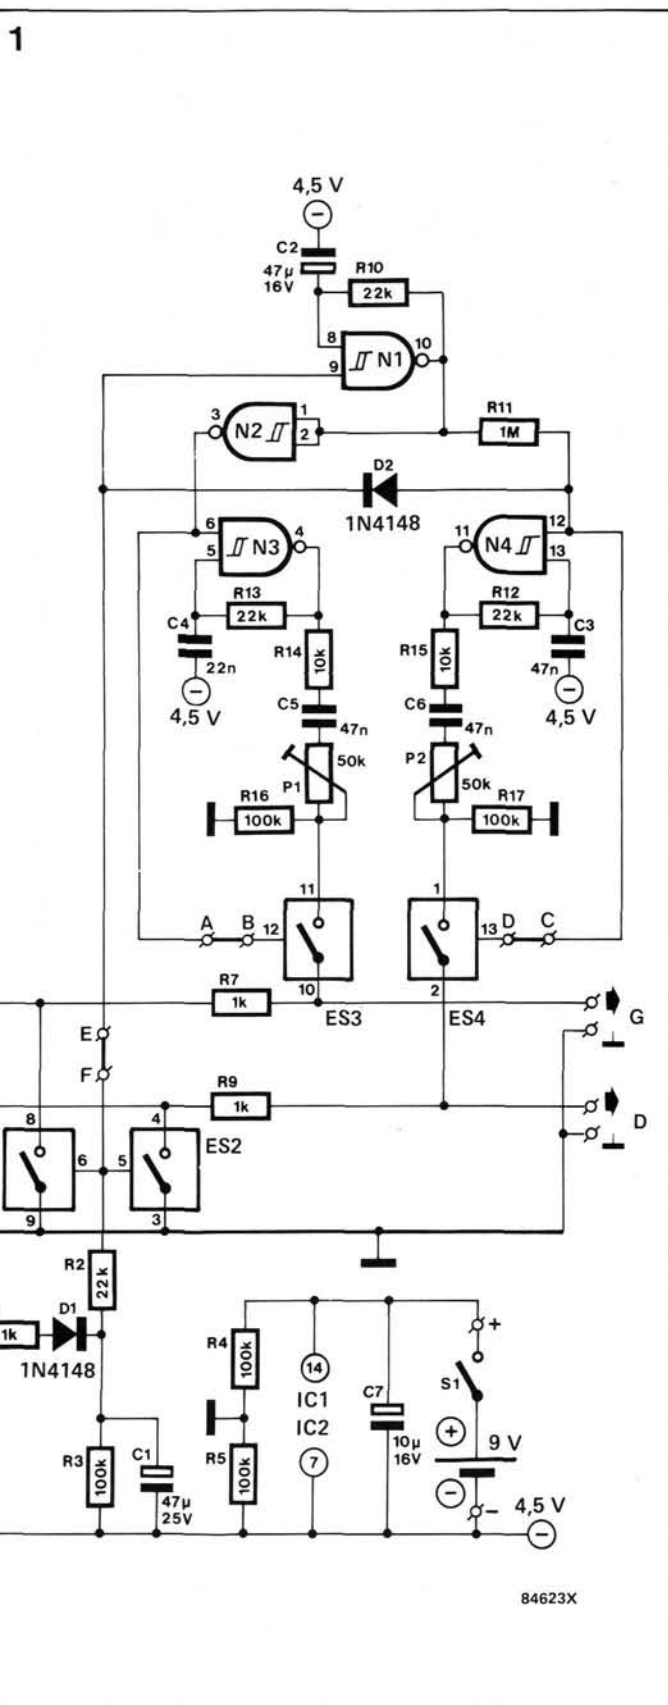 1
4,5 V
−
C2
47µ
16V
R10
22k
8
9
N1
10
3
N2
1
2
R11
1M
D2
1N4148
6
5
N3
4
11
N4
12
13
R13
22k
R12
22k
C4
22n
C3
47n
R14
10k
R15
10k
−
4,5 V
−
4,5 V
C5
47n
C6
47n
P1
50k
P2
50k
R16
100k
R17
100k
11
1
A
B
12
13
D
C
10
2
R7
1k
ES3
ES4
G
E
F
R9
1k
D
8
4
ES2
6
5
9
3
R2
22k
1k
D1
1N4148
R4
100k
14
IC1
IC2
7
C7
10µ
16V
+
S1
+
9 V
−
−
R3
100k
C1
47µ
25V
R5
100k
4,5 V
−
84623X